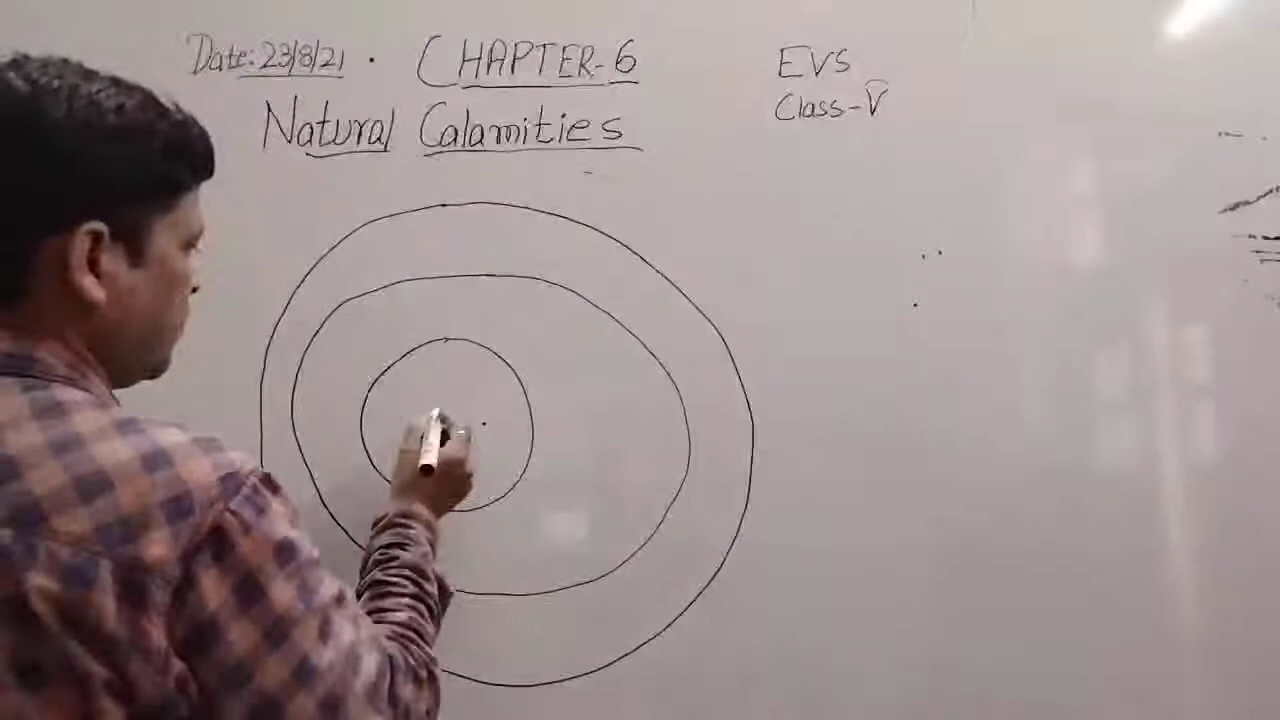 Date: 23/8/21 . CHAPTER-6
Natural Calamities
EVS
Class-V